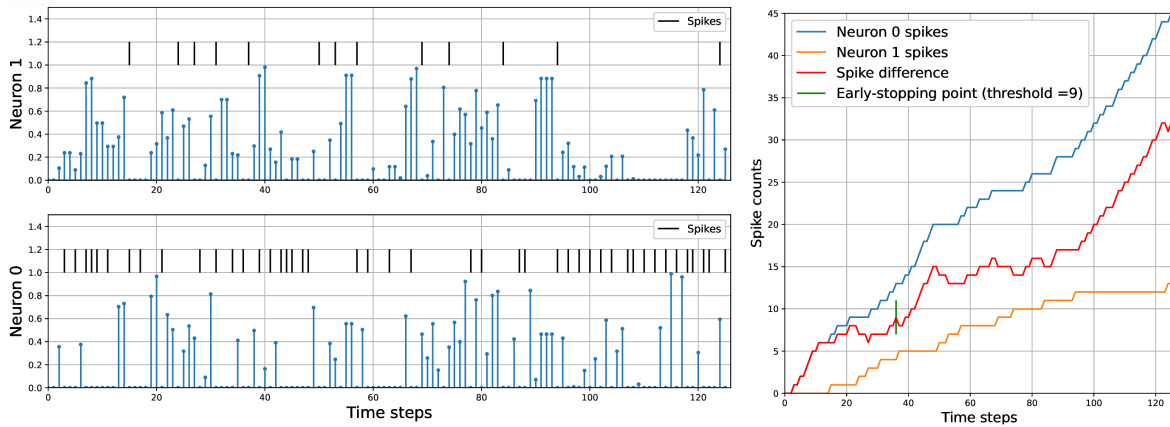 1.4
1.2
1.0
0.8
0.6
0.4
0.2
0.0
Neuron 1
Spikes
0 20 40 60 80 100 120
1.4
1.2
1.0
0.8
0.6
0.4
0.2
0.0
Neuron 0
Spikes
0 20 40 60 80 100 120
Time steps
45
40
35
30
25
20
15
10
5
0
Spike counts
Neuron 0 spikes
Neuron 1 spikes
Spike difference
Early-stopping point (threshold =9)
0 20 40 60 80 100 120
Time steps